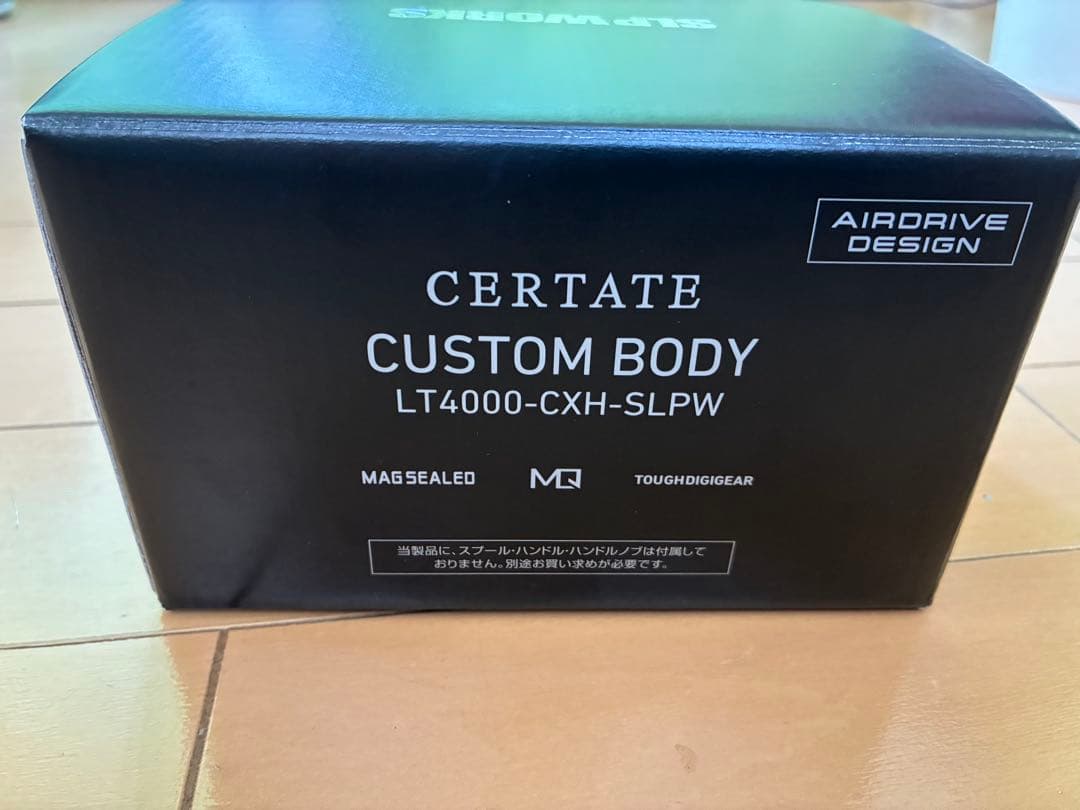 SLP WORKS
AIRDRIVE
DESIGN
CERTATE
CUSTOM BODY
LT4000-CXH-SLPW
MAGSEALED MQ TOUGHDIGIGEAR
当製品に、スプール・ハンドル・ハンドルノブは付属して
おりません。別途お買い求めが必要です。